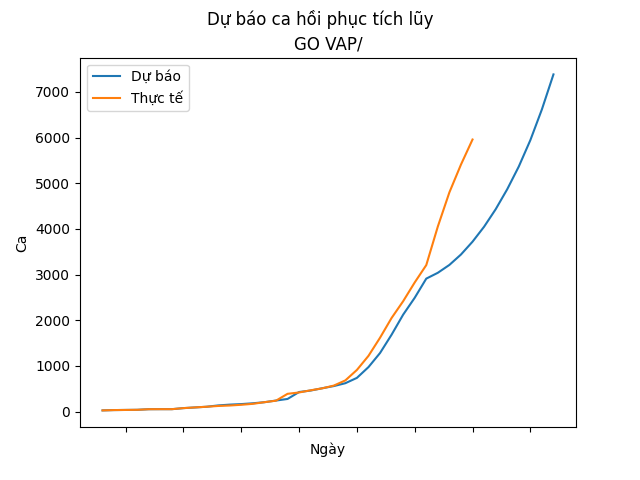 Dự báo ca hồi phục tích lũy
GO VAP/
Dự báo
Thực tế
7000
6000
5000
4000
3000
2000
1000
0
Ca
Ngày